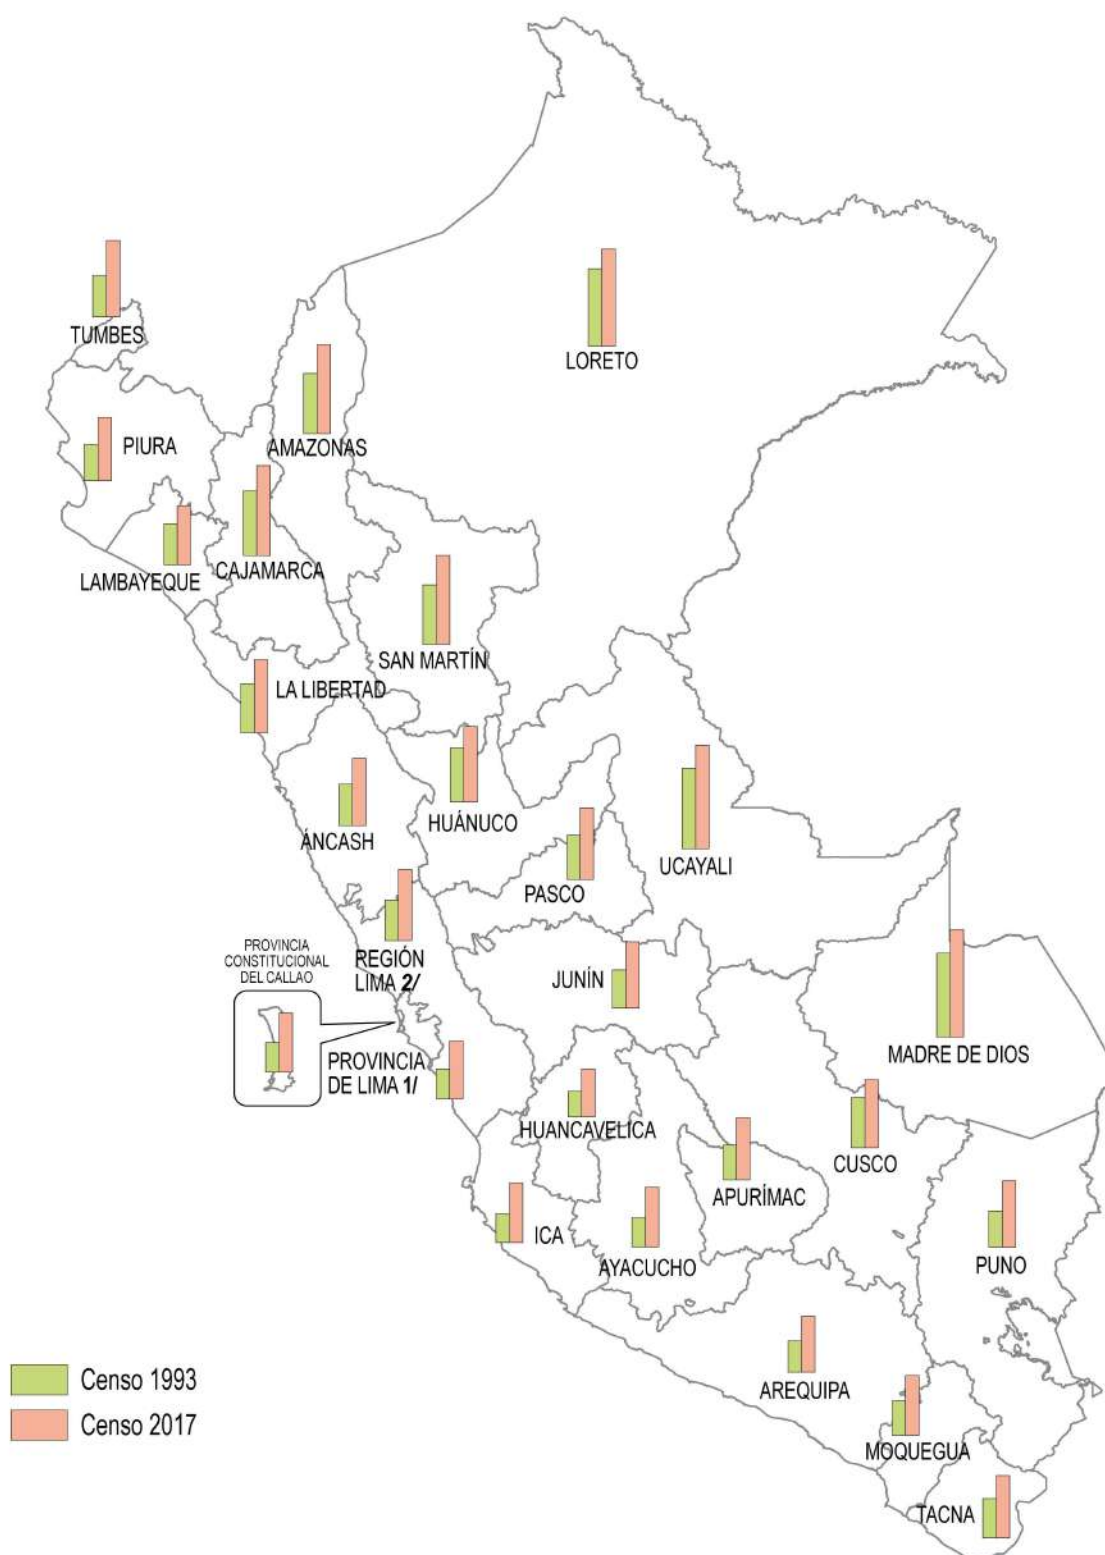 TUMBES
LORETO
PIURA
AMAZONAS
LAMBAYEQUE
CAJAMARCA
SAN MARTÍN
LA LIBERTAD
HUÁNUCO
ÁNCASH
UCAYALI
PASCO
PROVINCIA
CONSTITUCIONAL
DEL CALLAO
REGIÓN
LIMA 2/
JUNÍN
MADRE DE DIOS
PROVINCIA
DE LIMA 1/
HUANCAVELICA
CUSCO
APURÍMAC
ICA
AYACUCHO
PUNO
AREQUIPA
MOQUEGUA
TACNA
Censo 1993
Censo 2017